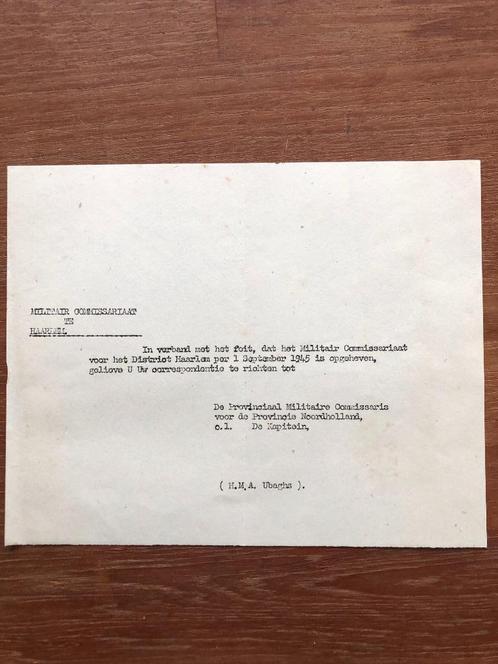 MILITAIR COMMISSARIAAT
TE
HAARLEM
In verband met het feit, dat het Militair Commissariaat
voor het District Haarlem per 1 September 1945 is opgeheven,
gelieve U Uw correspondentie te richten tot
De Provinciaal Militaire Commissaris
voor de Provincie Noordholland,
o.l. De Kapitein,
( H.M.A. Ubaghs ).